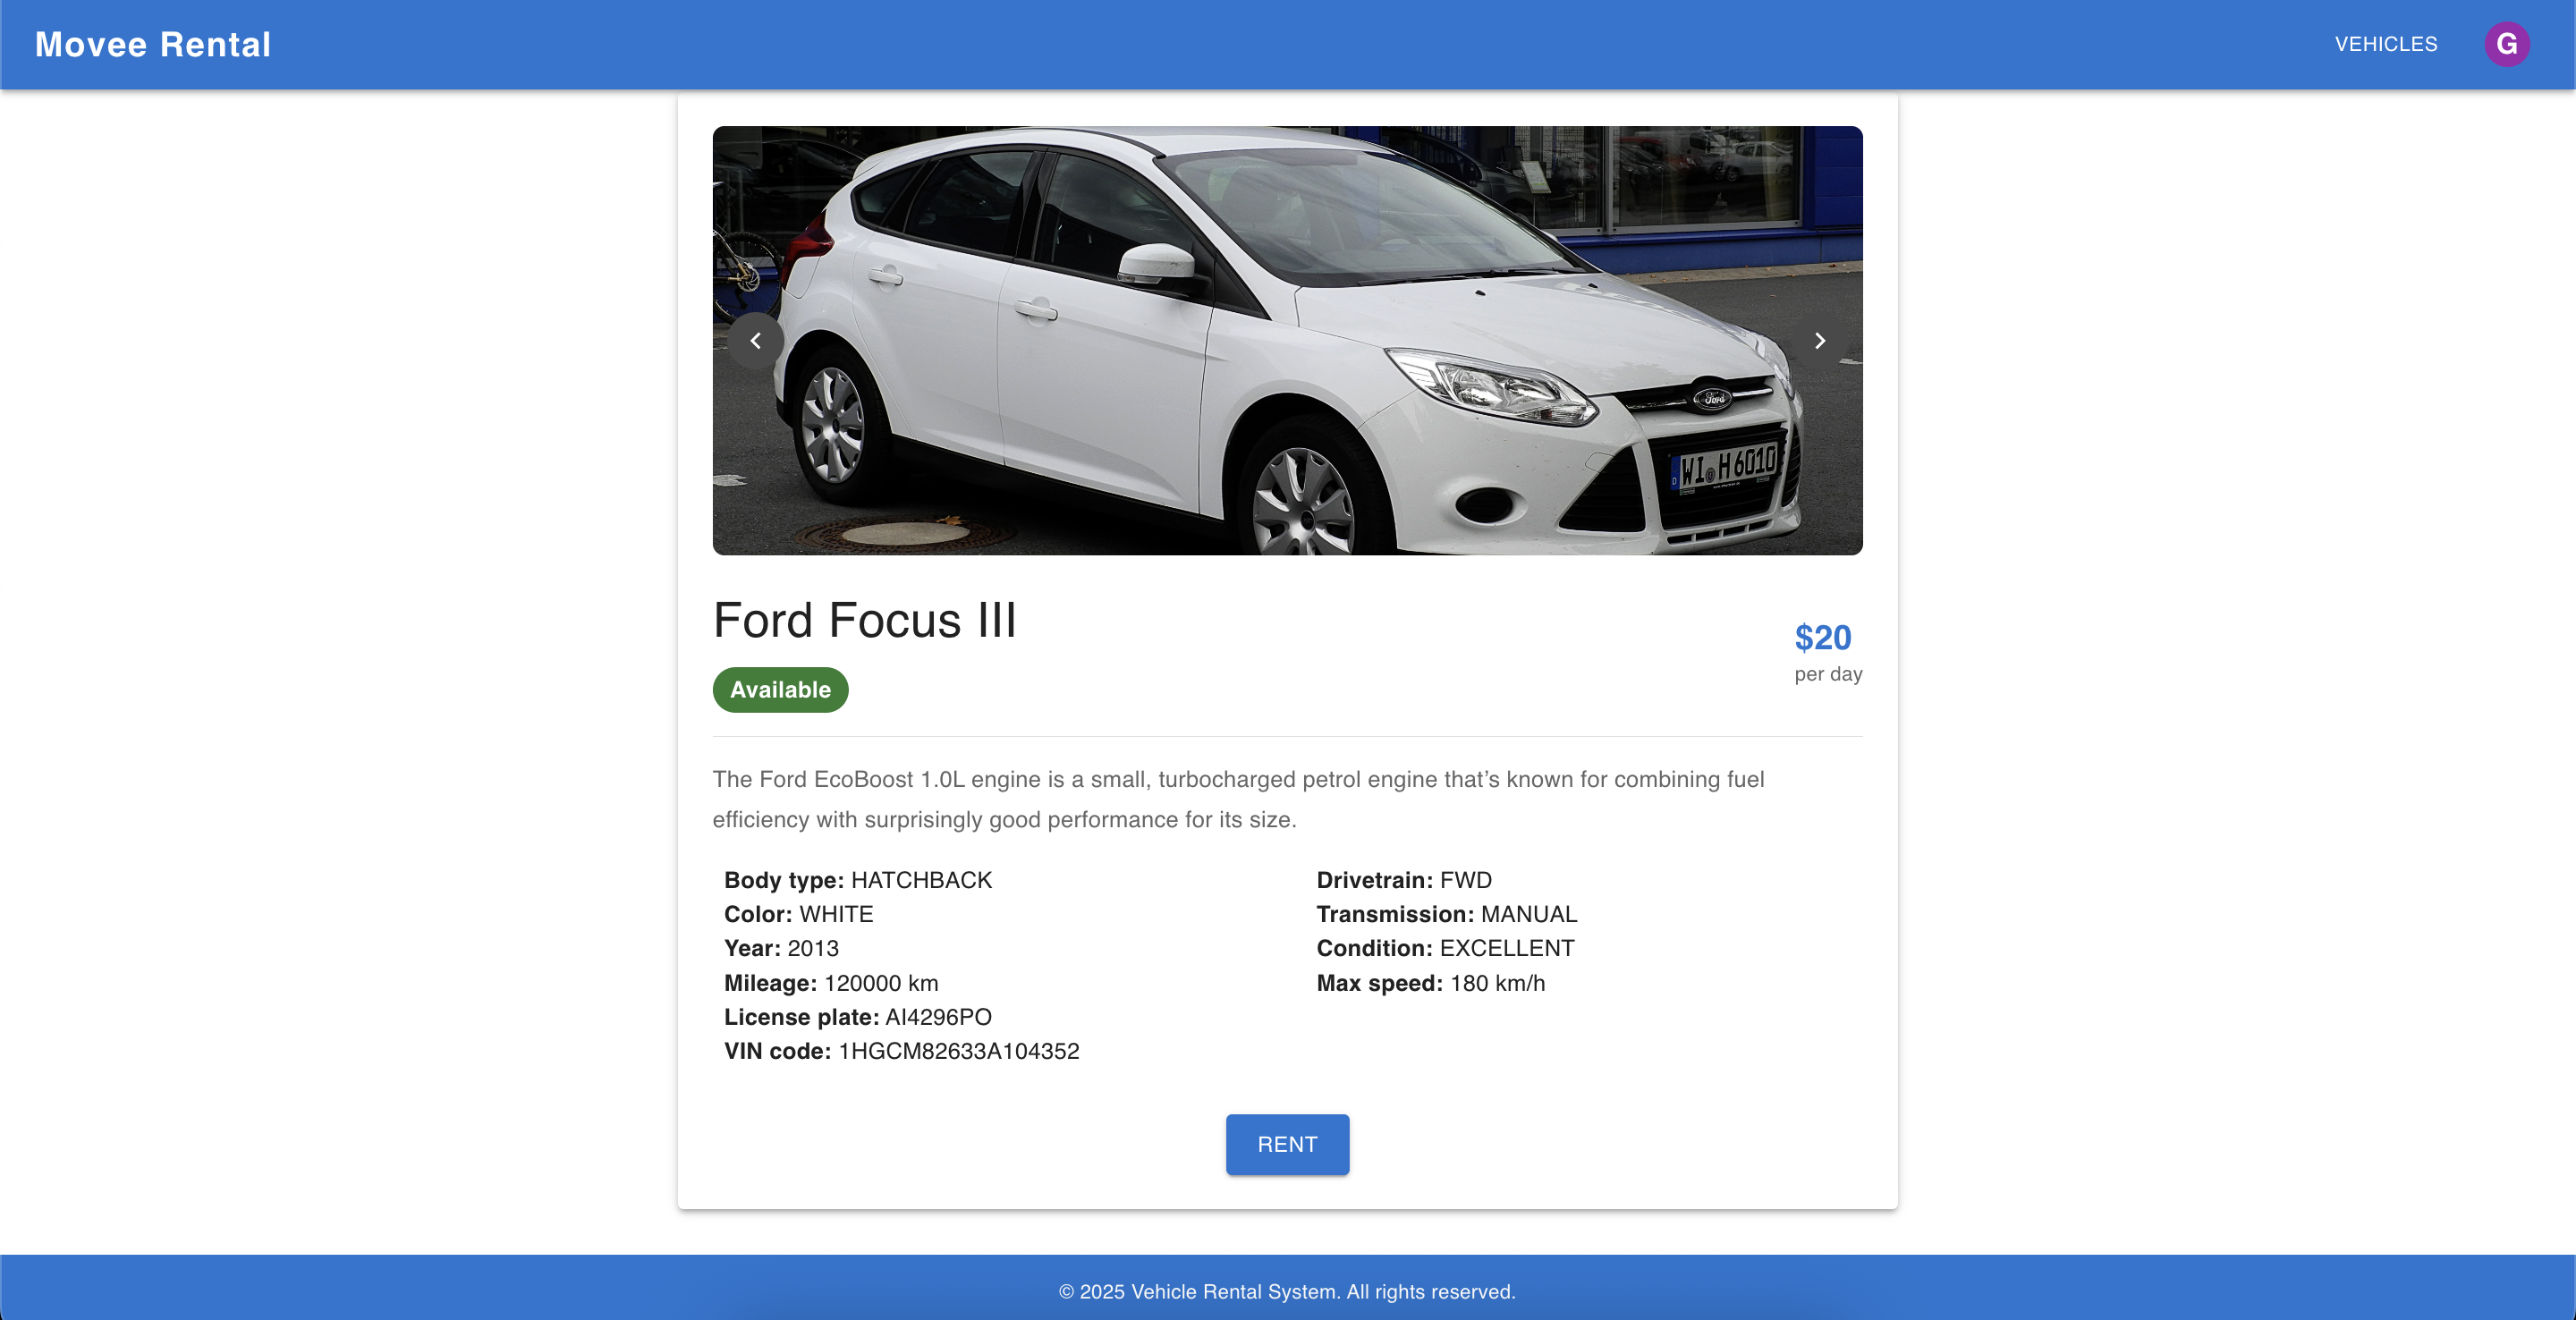 Movee Rental
VEHICLES
G
Ford
WI H 6010
Ford Focus III
$20
per day
Available
The Ford EcoBoost 1.0L engine is a small, turbocharged petrol engine that’s known for combining fuel
efficiency with surprisingly good performance for its size.
Body type: HATCHBACK
Color: WHITE
Year: 2013
Mileage: 120000 km
License plate: AI4296PO
VIN code: 1HGCM82633A104352
Drivetrain: FWD
Transmission: MANUAL
Condition: EXCELLENT
Max speed: 180 km/h
RENT
© 2025 Vehicle Rental System. All rights reserved.